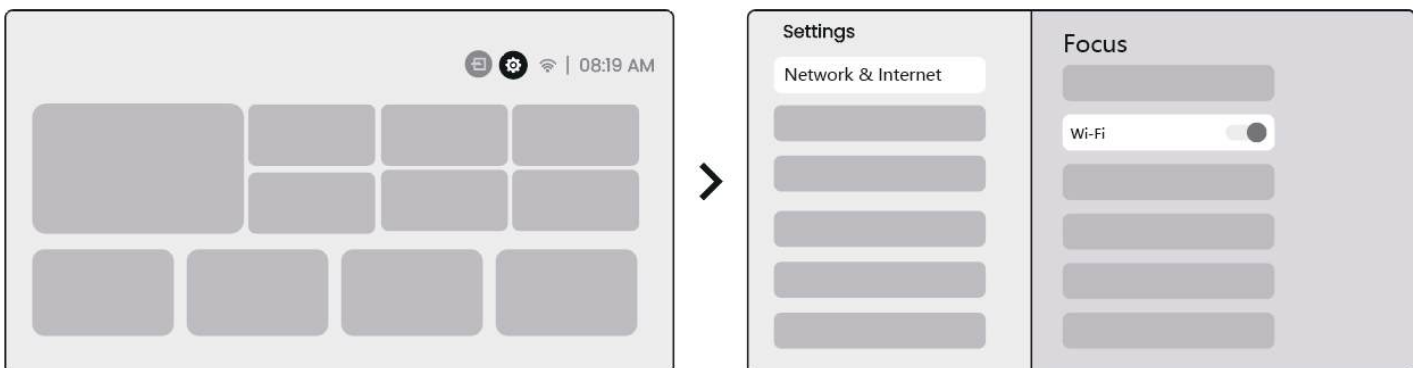 08:19 AM
Settings
Network & Internet
Focus
Wi-Fi